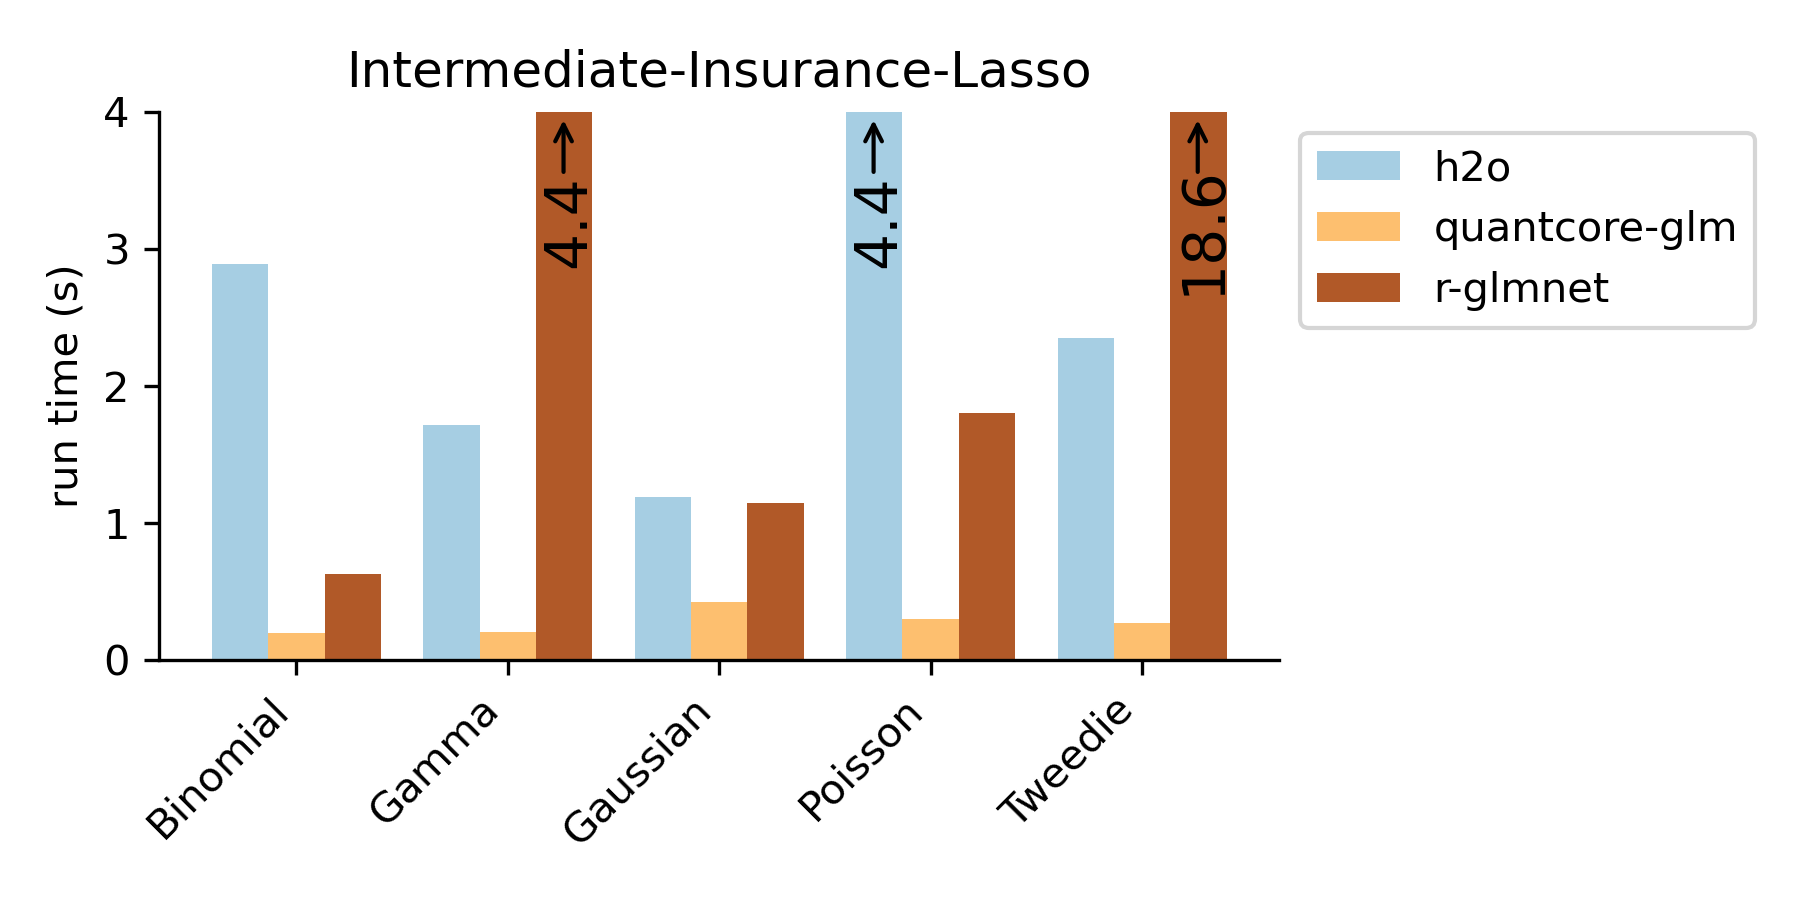 Intermediate-Insurance-Lasso
run time (s)
4
3
2
1
0
4.4
4.4
18.6
Binomial
Gamma
Gaussian
Poisson
Tweedie
h2o
quantcore-glm
r-glmnet